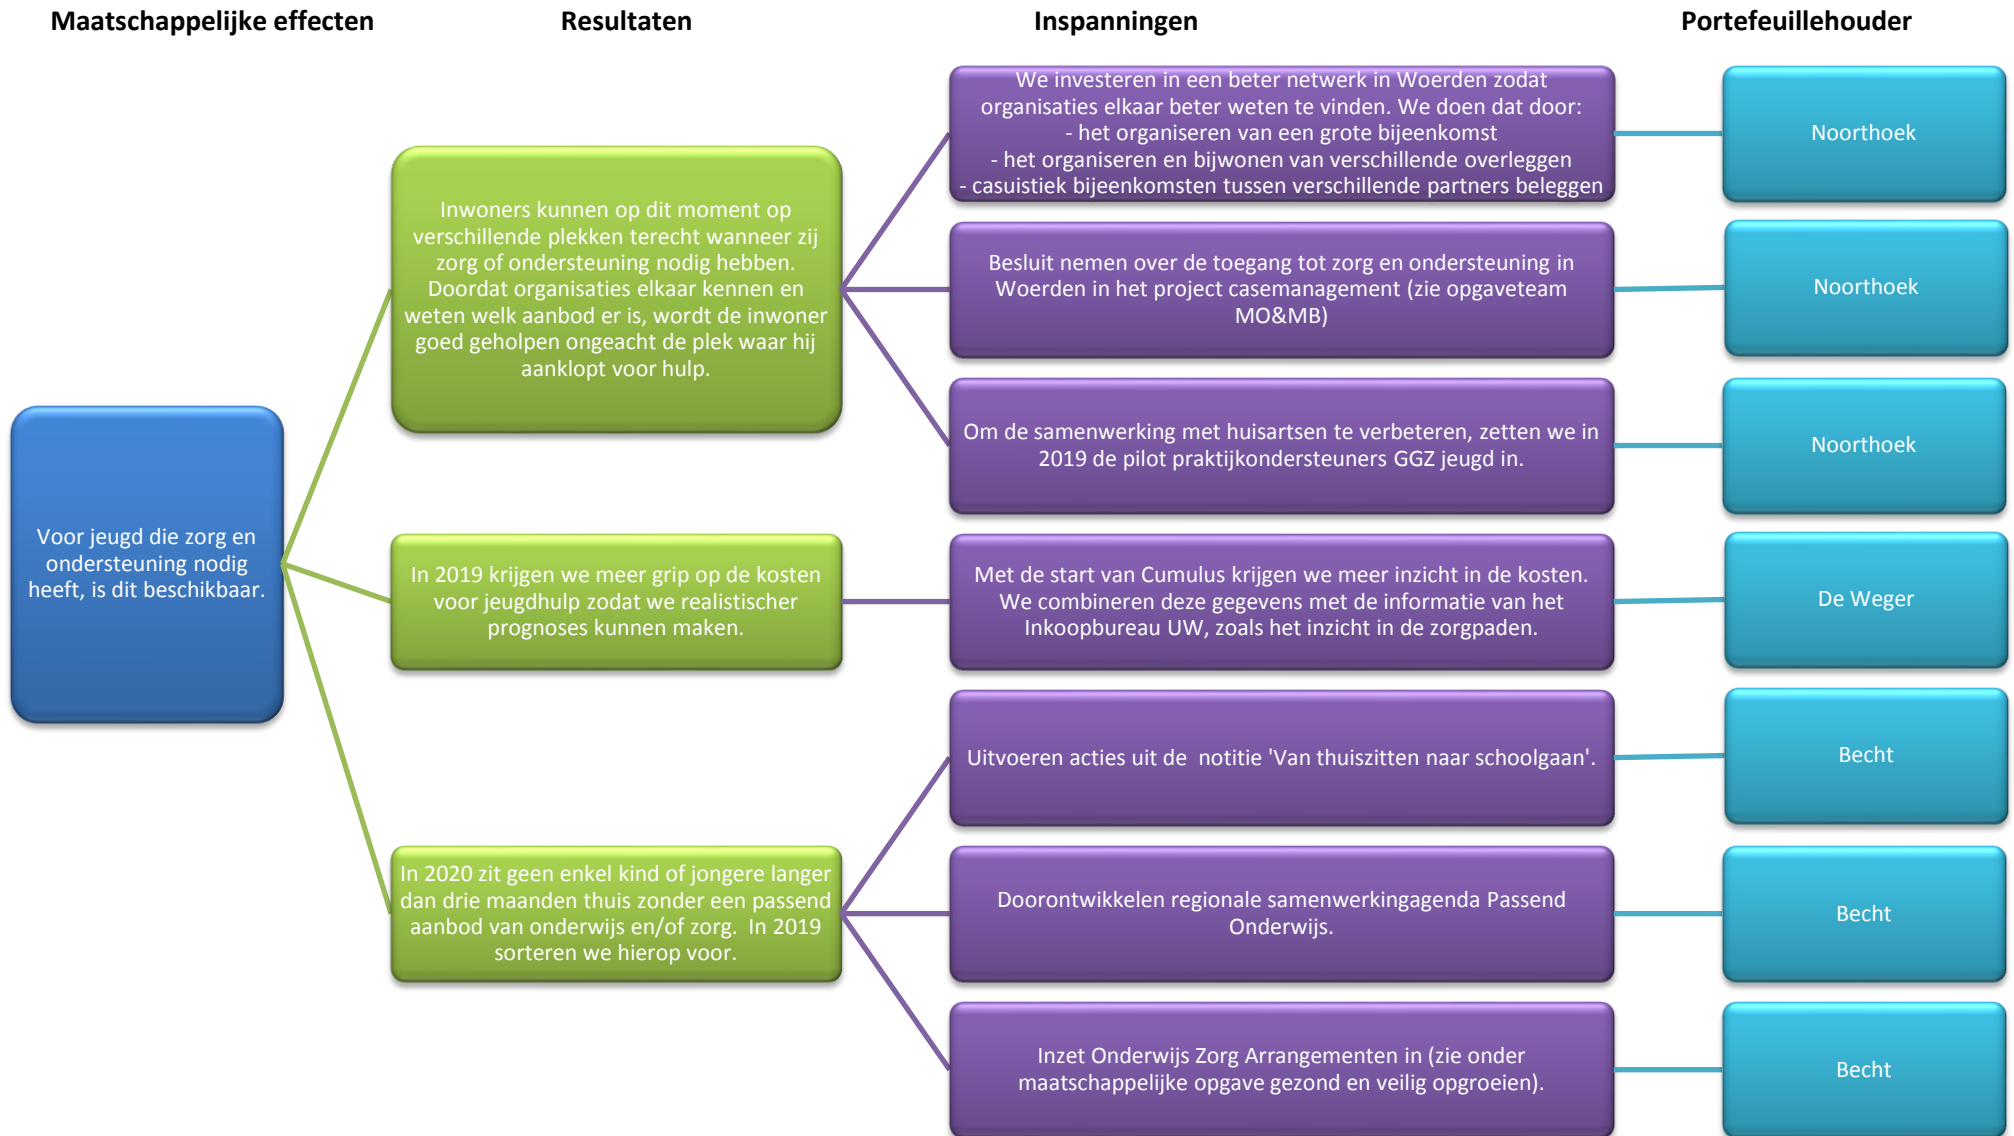 Maatschappelijke effecten
Resultaten
Inspanningen
Portefeuillehouder
Voor jeugd die zorg en
ondersteuning nodig
heeft, is dit beschikbaar.
Inwoners kunnen op dit moment op
verschillende plekken terecht wanneer zij
zorg of ondersteuning nodig hebben.
Doordat organisaties elkaar kennen en
weten welk aanbod er is, wordt de inwoner
goed geholpen ongeacht de plek waar hij
aanklopt voor hulp.
We investeren in een beter netwerk in Woerden zodat
organisaties elkaar beter weten te vinden. We doen dat door:
- het organiseren van een grote bijeenkomst
- het organiseren en bijwonen van verschillende overleggen
- casuistiek bijeenkomsten tussen verschillende partners beleggen
Noorthoek
Besluit nemen over de toegang tot zorg en ondersteuning in
Woerden in het project casemanagement (zie opgaveteam
MO&MB)
Noorthoek
Om de samenwerking met huisartsen te verbeteren, zetten we in
2019 de pilot praktijkondersteuners GGZ jeugd in.
Noorthoek
In 2019 krijgen we meer grip op de kosten
voor jeugdhulp zodat we realistischer
prognoses kunnen maken.
Met de start van Cumulus krijgen we meer inzicht in de kosten.
We combineren deze gegevens met de informatie van het
Inkoopbureau UW, zoals het inzicht in de zorgpaden.
De Weger
In 2020 zit geen enkel kind of jongere langer
dan drie maanden thuis zonder een passend
aanbod van onderwijs en/of zorg.  In 2019
sorteren we hierop voor.
Uitvoeren acties uit de  notitie 'Van thuiszitten naar schoolgaan'.
Becht
Doorontwikkelen regionale samenwerkingagenda Passend
Onderwijs.
Becht
Inzet Onderwijs Zorg Arrangementen in (zie onder
maatschappelijke opgave gezond en veilig opgroeien).
Becht